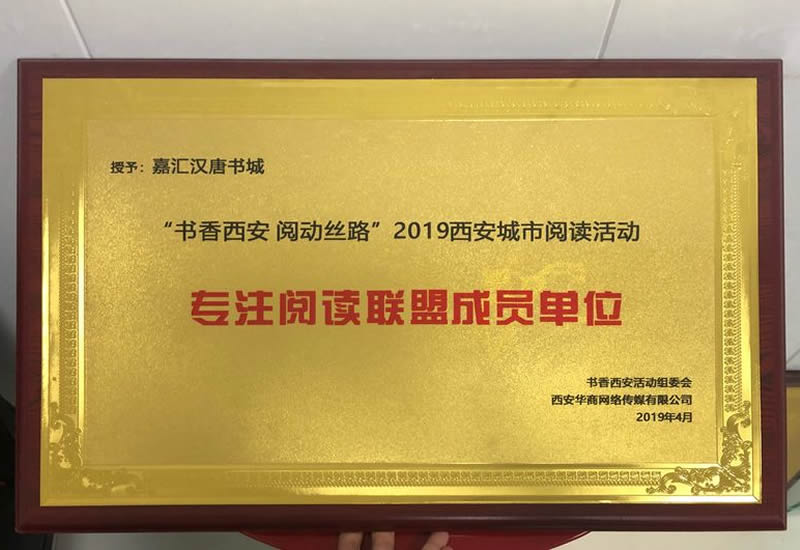 授予：嘉汇汉唐书城
“书香西安 阅动丝路”2019西安城市阅读活动
专注阅读联盟成员单位
书香西安活动组委会
西安华商网络传媒有限公司
2019年4月